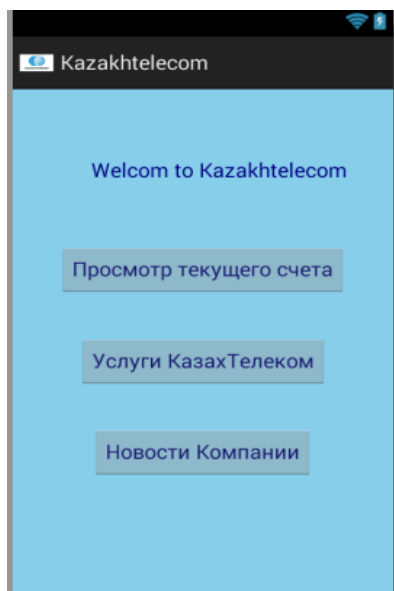 Kazakhtelecom
Welcom to Kazakhtelecom
Просмотр текущего счета
Услуги КазахТелеком
Новости Компании